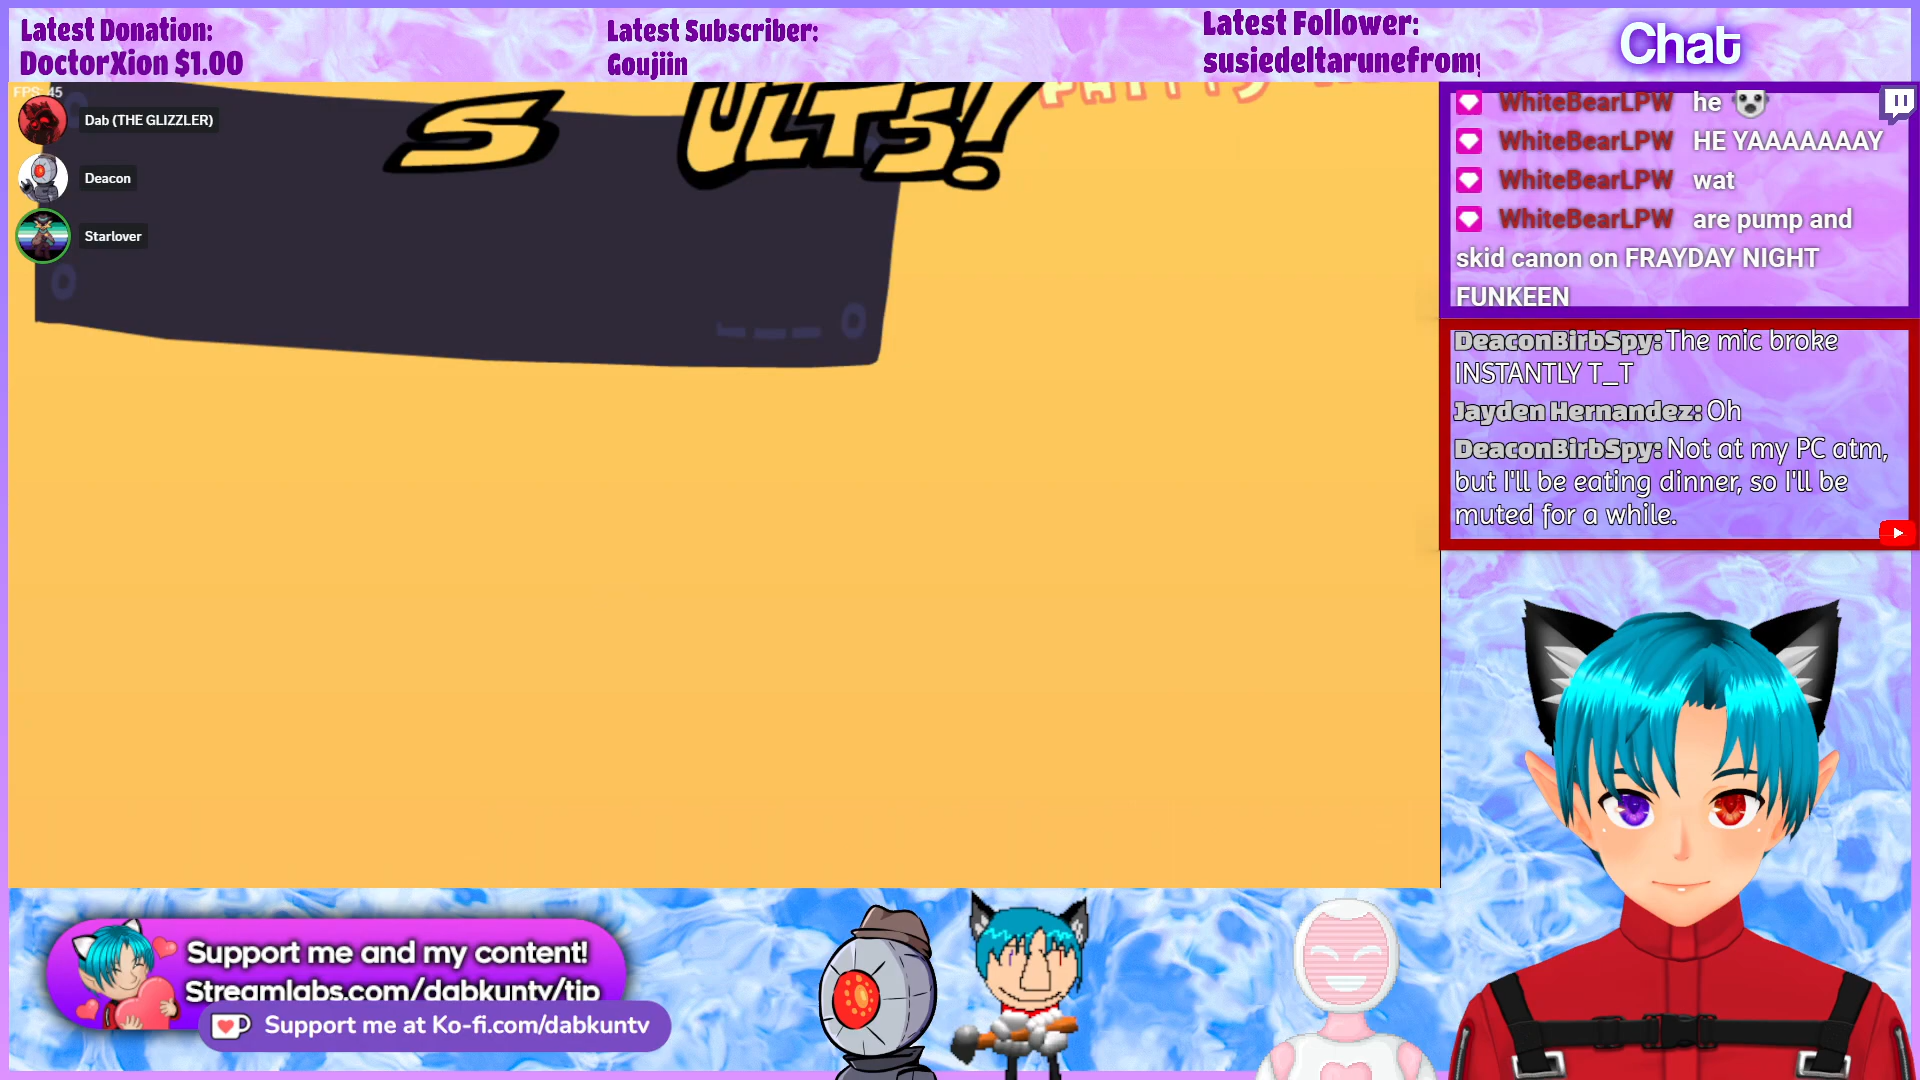 Latest Donation:
DoctorXion $1.00
Latest Subscriber:
Goujiin
Latest Follower:
susiedeltarunefrom
Chat
FPS: 45
Dab (THE GLIZZLER)
Deacon
Starlover
S ULTS!
WhiteBearLPW he
WhiteBearLPW HE YAAAAAAAY
WhiteBearLPW wat
WhiteBearLPW are pump and
skid canon on FRAYDAY NIGHT
FUNKEEN
DeaconBirbSpy: The mic broke
INSTANTLY T_T
Jayden Hernandez: Oh
DeaconBirbSpy: Not at my PC atm,
but I'll be eating dinner, so I'll be
muted for a while.
Support me and my content!
Streamlabs.com/dabkuntv/tip
Support me at Ko-fi.com/dabkuntv